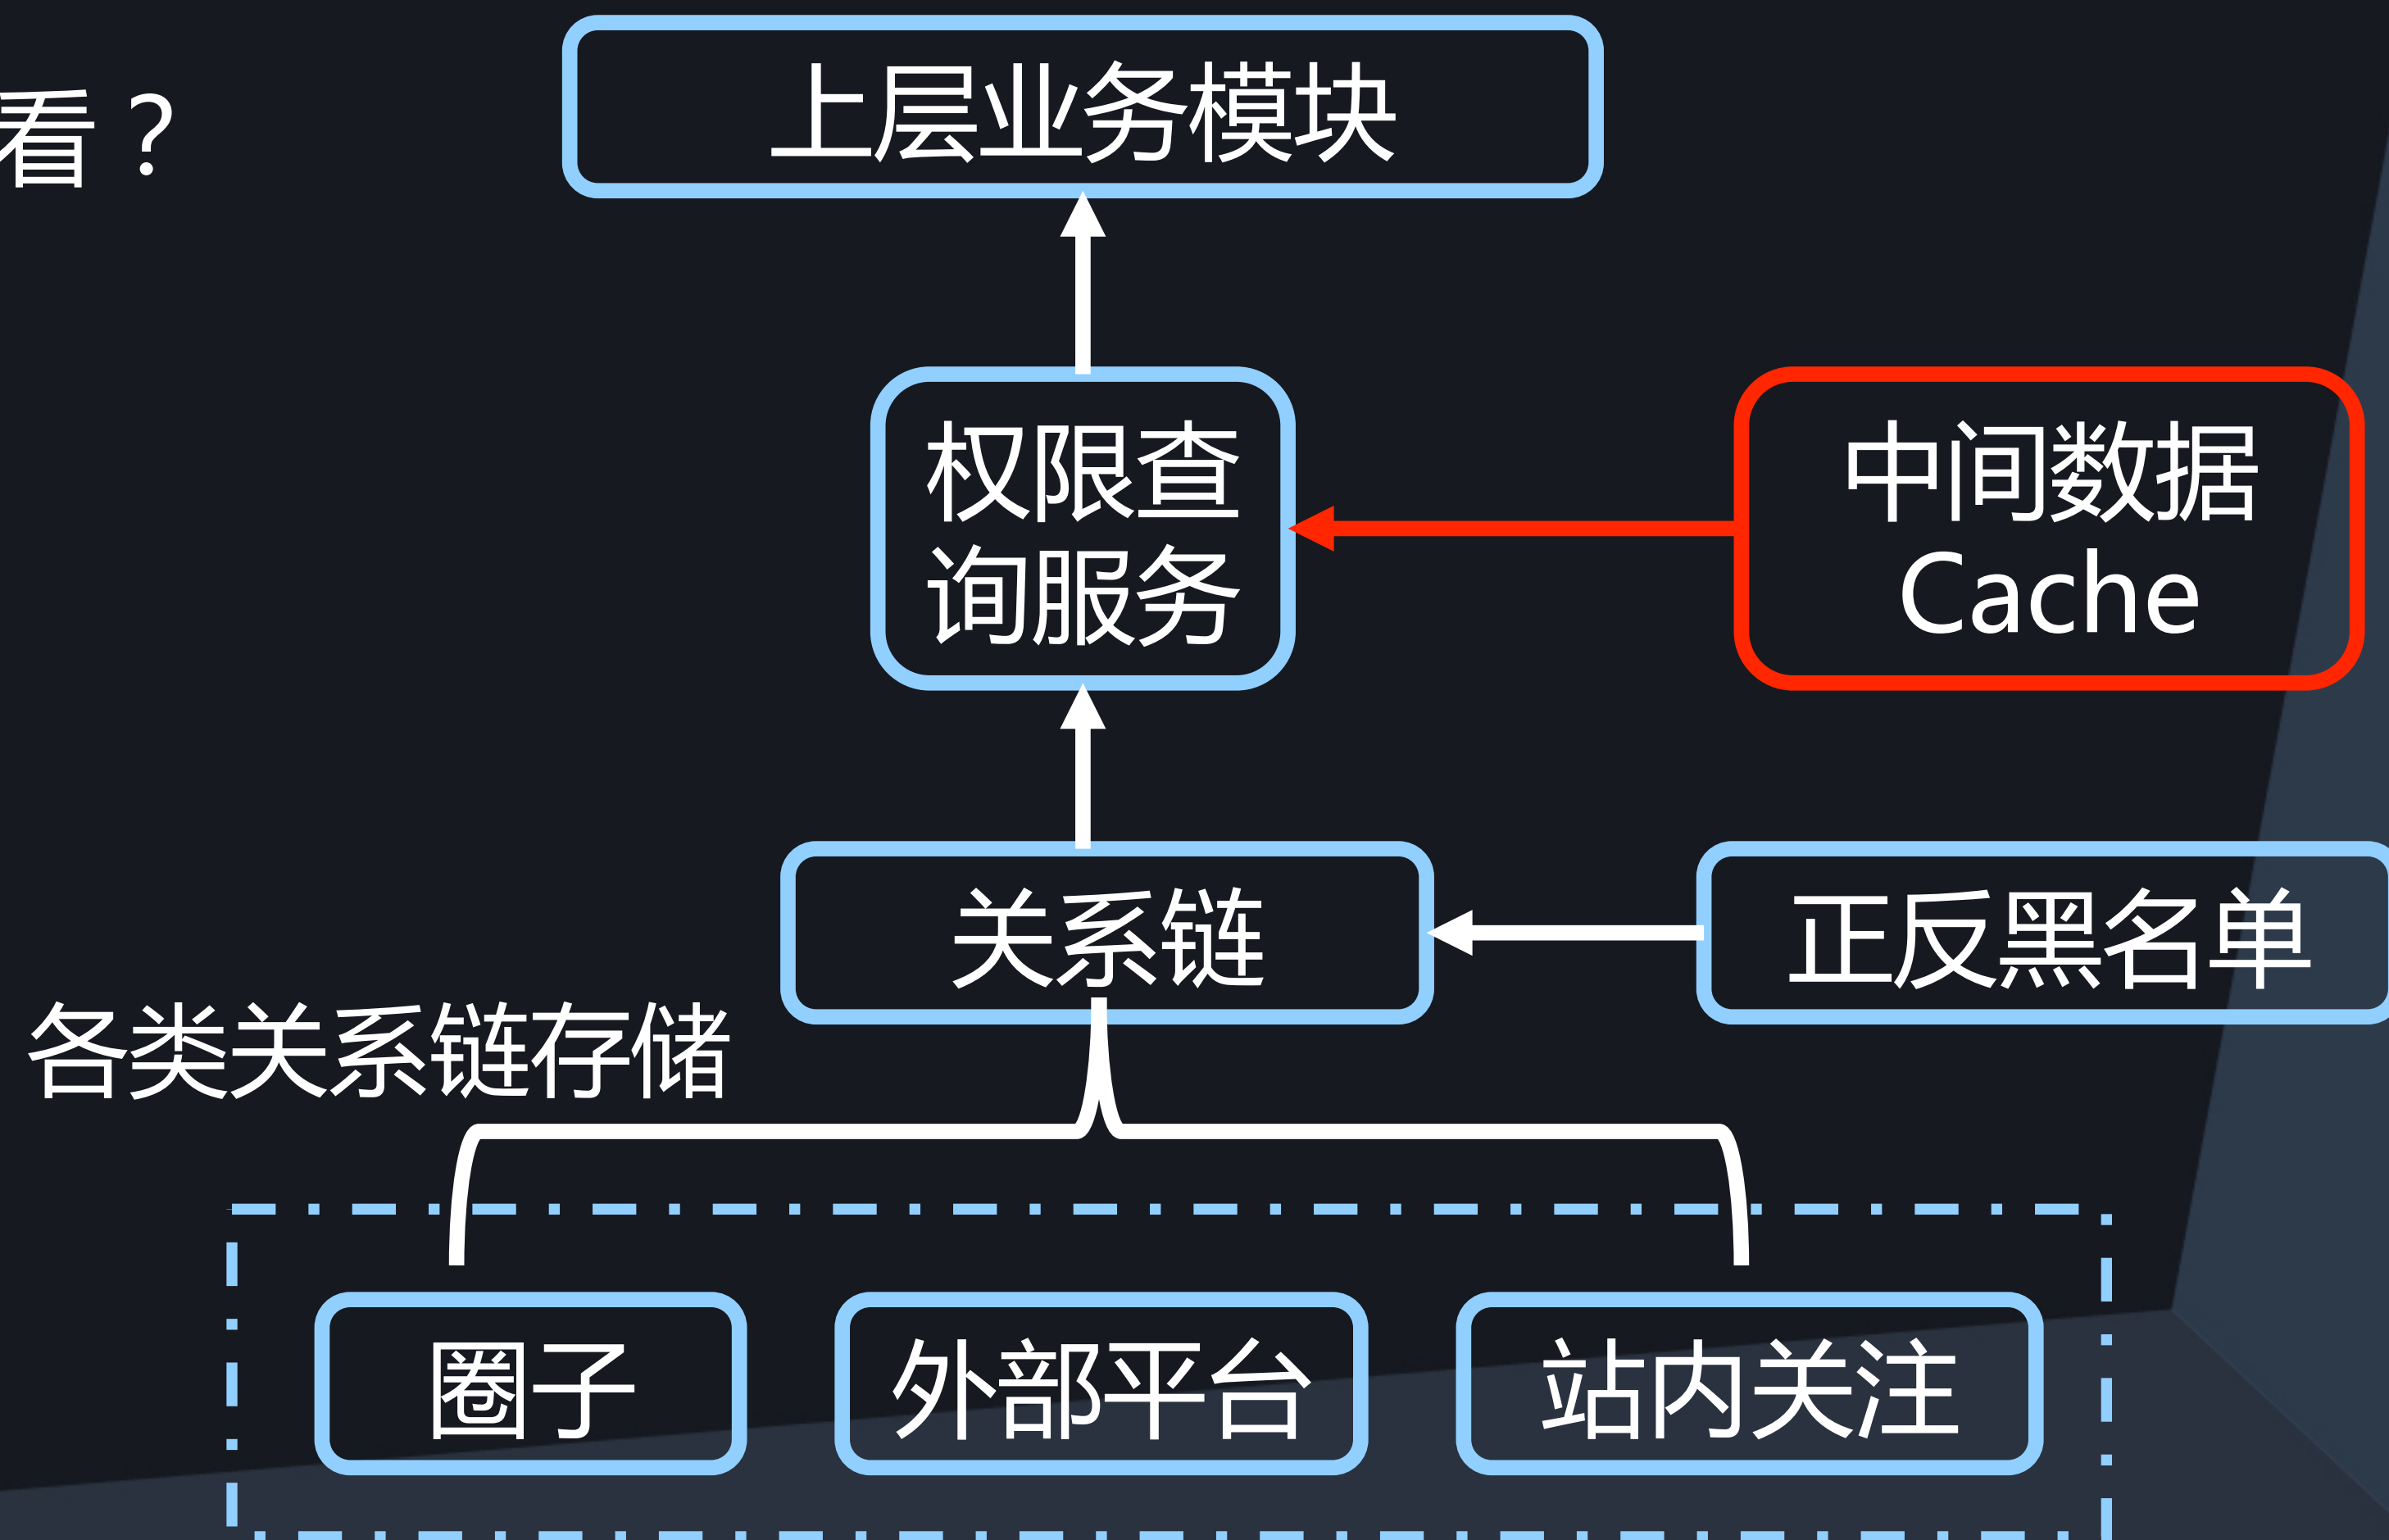 看？
上层业务模块
权限查
询服务
中间数据
Cache
关系链
正反黑名单
各类关系链存储
圈子
外部平台
站内关注